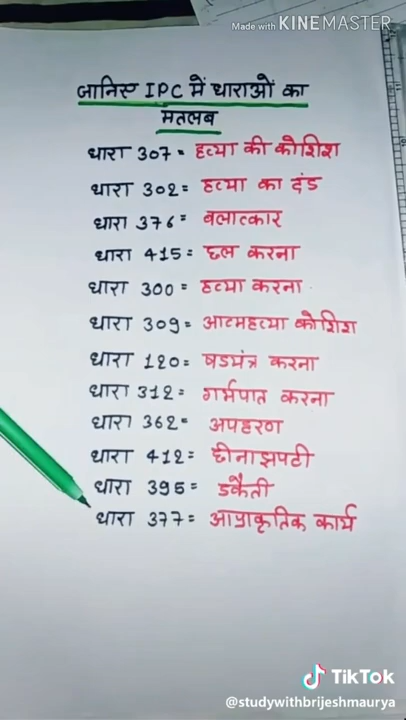 Made with KINEMASTER
जानिए IPC में धाराओं का
मतलब
धारा 307 = हत्या की कोशिश
धारा 302 = हत्या का दंड
धारा 376 = बलात्कार
धारा 415 = छल करना
धारा 300 = हत्या करना
धारा 309 = आत्महत्या कोशिश
धारा 120 = षडयंत्र करना
धारा 312 = गर्भपात करना
धारा 362 = अपहरण
धारा 412 = छीनाझपटी
धारा 395 = डकैती
धारा 377 = आप्राकृतिक कार्य
TikTok
@studywithbrijeshmaurya